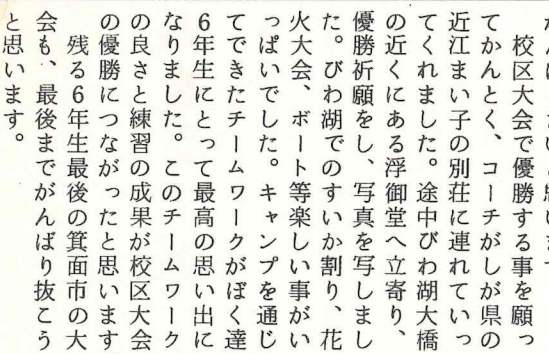 校区大会で優勝する事を願っ
てかんとく、コーチがしが県の
近江まい子の別荘に連れていっ
てくれました。途中びわ湖大橋
の近くにある浮御堂へ立寄り、
優勝祈願をし、写真を写しまし
た。びわ湖でのすいか割り、花
火大会、ボート等楽しい事がい
っぱいでした。キャンプを通じ
てできたチームワークがぼく達
6年生にとって最高の思い出に
なりました。このチームワーク
の良さと練習の成果が校区大会
の優勝につながったと思います
残る6年生最後の箕面市の大
会も、最後までがんばり抜こう
と思います。